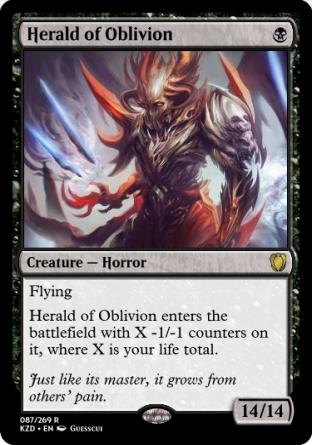 Herald of Oblivion
Creature — Horror
Flying
Herald of Oblivion enters the
battlefield with X -1/-1 counters on
it, where X is your life total.
Just like its master, it grows from
others' pain.
14/14
087/269 R
KZD • EN Guesscui